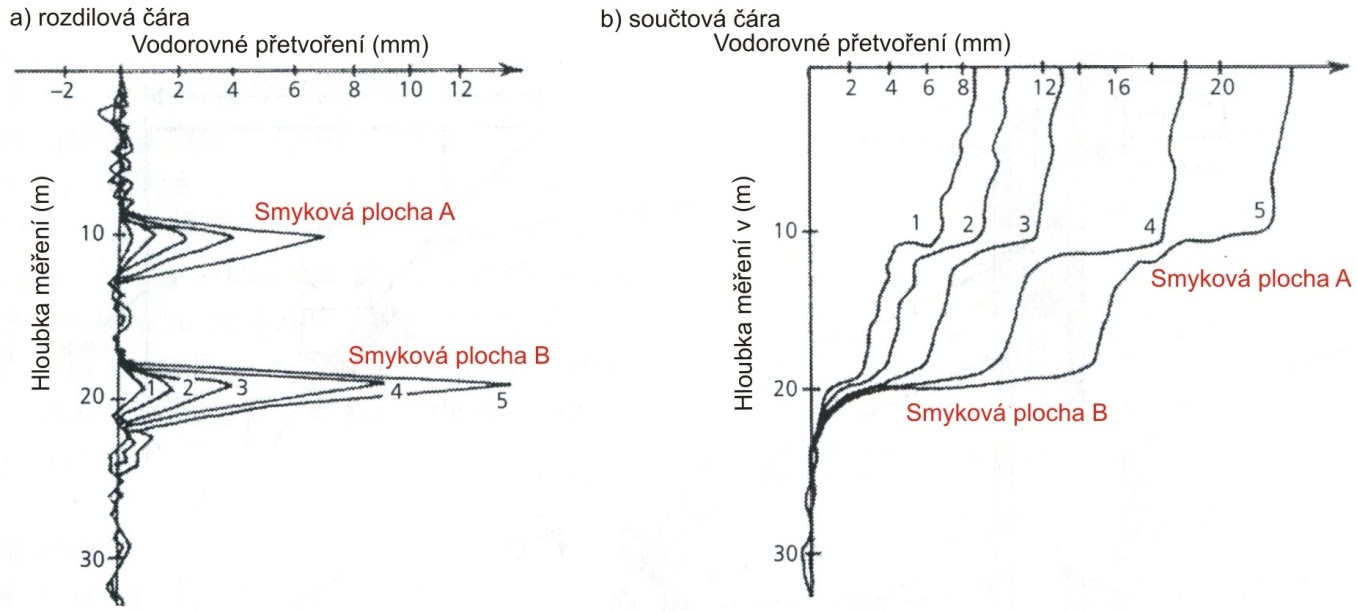 a) rozdilová čára
Vodorovné přetvoření (mm)
−2 0 2 4 6 8 10 12
Hloubka měření (m)
10
20
30
Smyková plocha A
Smyková plocha B
1 2 3 4 5
b) součtová čára
Vodorovné přetvoření (mm)
2 4 6 8 12 16 20
Hloubka měření v (m)
10
20
30
1 2 3 4 5
Smyková plocha A
Smyková plocha B